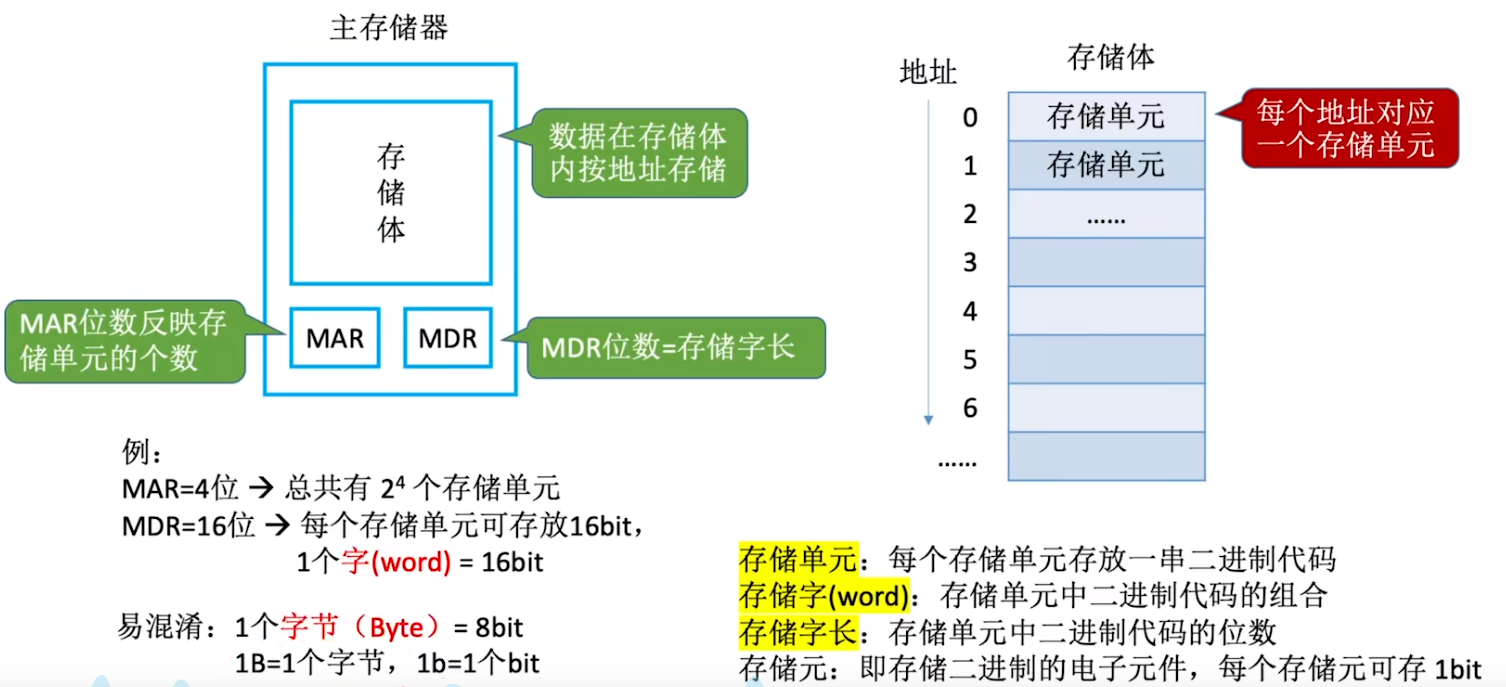 主存储器
存
储
体
数据在存储体
内按地址存储
MAR位数反映存
储单元的个数
MAR
MDR
MDR位数=存储字长
地址
存储体
0
存储单元
每个地址对应
一个存储单元
1
存储单元
2
……
3
4
5
6
……
例：
MAR=4位 → 总共有 2⁴ 个存储单元
MDR=16位 → 每个存储单元可存放16bit，
1个字(word) = 16bit
易混淆：1个字节（Byte）= 8bit
1B=1个字节，1b=1个bit
存储单元：每个存储单元存放一串二进制代码
存储字(word)：存储单元中二进制代码的组合
存储字长：存储单元中二进制代码的位数
存储元：即存储二进制的电子元件，每个存储元可存 1bit